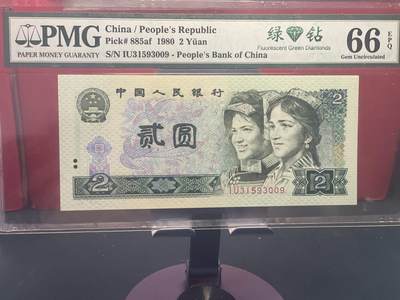 PMG
PAPER MONEY GUARANTY
China / People's Republic
Pick# 885af 1980 2 Yüan
S/N IU31593009 - People's Bank of China
绿钻
Fluorescent Green Diamonds
66 EPQ
Gem Uncirculated
中国人民银行
2
贰圆
2
IU31593009
2